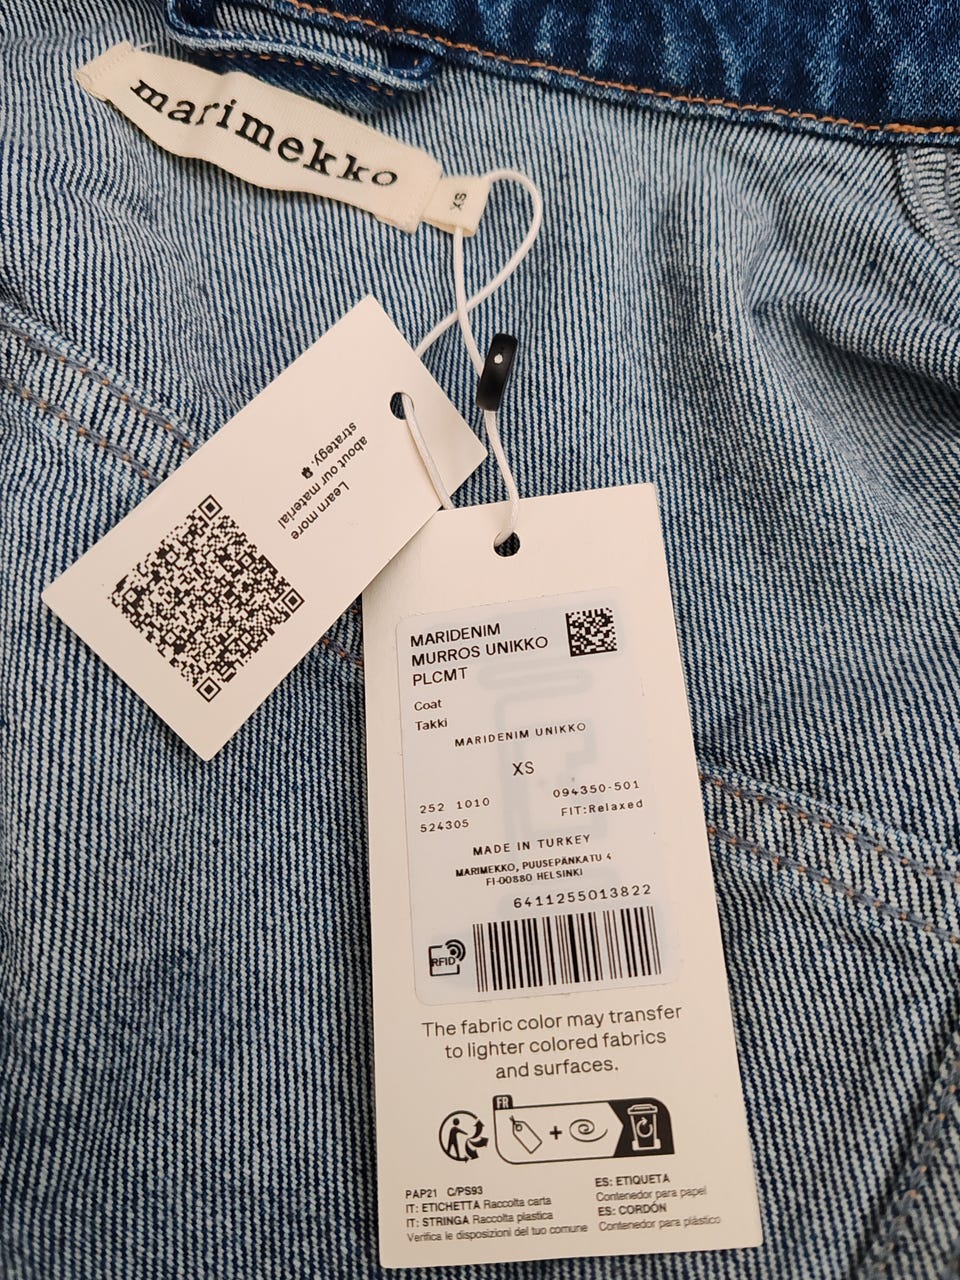 marimekko
XS
Learn more
about our material
strategy.
MARIDENIM
MURROS UNIKKO
PLCMT
Coat
Takki
MARIDENIM UNIKKO
XS
252 1010
094350-501
524305
FIT:Relaxed
MADE IN TURKEY
MARIMEKKO, PUUSEPÄNKATU 4
FI-00880 HELSINKI
6411255013822
RFID
The fabric color may transfer
to lighter colored fabrics
and surfaces.
FR
PAP21 C/PS93
IT: ETICHETTA Raccolta carta
IT: STRINGA Raccolta plastica
Verifica le disposizioni del tuo comune
ES: ETIQUETA
Contenedor para papel
ES: CORDÓN
Contenedor para plástico